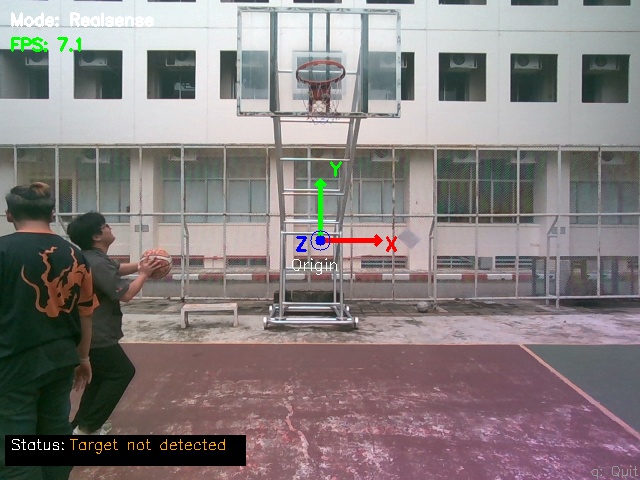 Mode: Realsense
FPS: 7.1
Y
Z
X
Origin
Status: Target not detected
q: Quit